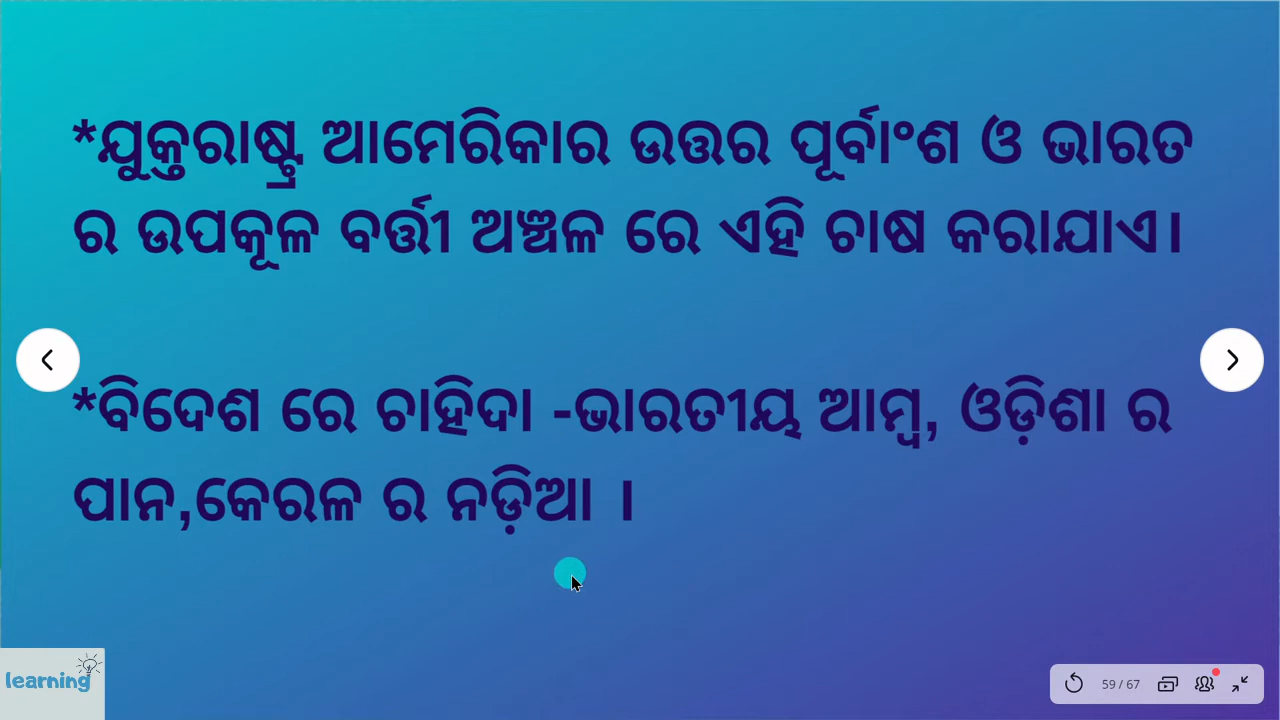 *ଯୁକ୍ତରାଷ୍ଟ୍ର ଆମେରିକାର ଉତ୍ତର ପୂର୍ବାଂଶ ଓ ଭାରତ
ର ଉପକୂଳ ବର୍ତ୍ତୀ ଅଞ୍ଚଳ ରେ ଏହି ଚାଷ କରାଯାଏ।
*ବିଦେଶ ରେ ଚାହିଦା -ଭାରତୀୟ ଆମ୍ବ, ଓଡ଼ିଶା ର
ପାନ,କେରଳ ର ନଡ଼ିଆ ।
learning
59 / 67